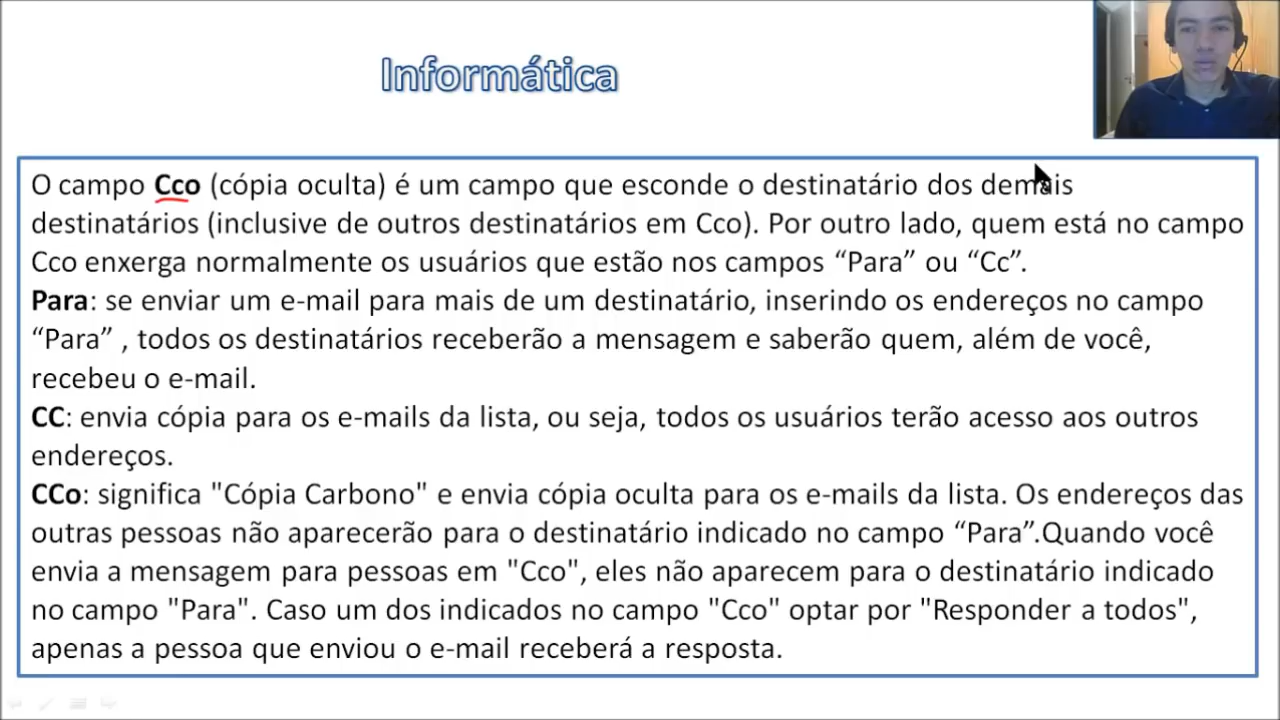 Informática
O campo Cco (cópia oculta) é um campo que esconde o destinatário dos demais
destinatários (inclusive de outros destinatários em Cco). Por outro lado, quem está no campo
Cco enxerga normalmente os usuários que estão nos campos “Para” ou “Cc”.
Para: se enviar um e-mail para mais de um destinatário, inserindo os endereços no campo
“Para” , todos os destinatários receberão a mensagem e saberão quem, além de você,
recebeu o e-mail.
CC: envia cópia para os e-mails da lista, ou seja, todos os usuários terão acesso aos outros
endereços.
CCo: significa "Cópia Carbono" e envia cópia oculta para os e-mails da lista. Os endereços das
outras pessoas não aparecerão para o destinatário indicado no campo “Para”.Quando você
envia a mensagem para pessoas em "Cco", eles não aparecem para o destinatário indicado
no campo "Para". Caso um dos indicados no campo "Cco" optar por "Responder a todos",
apenas a pessoa que enviou o e-mail receberá a resposta.